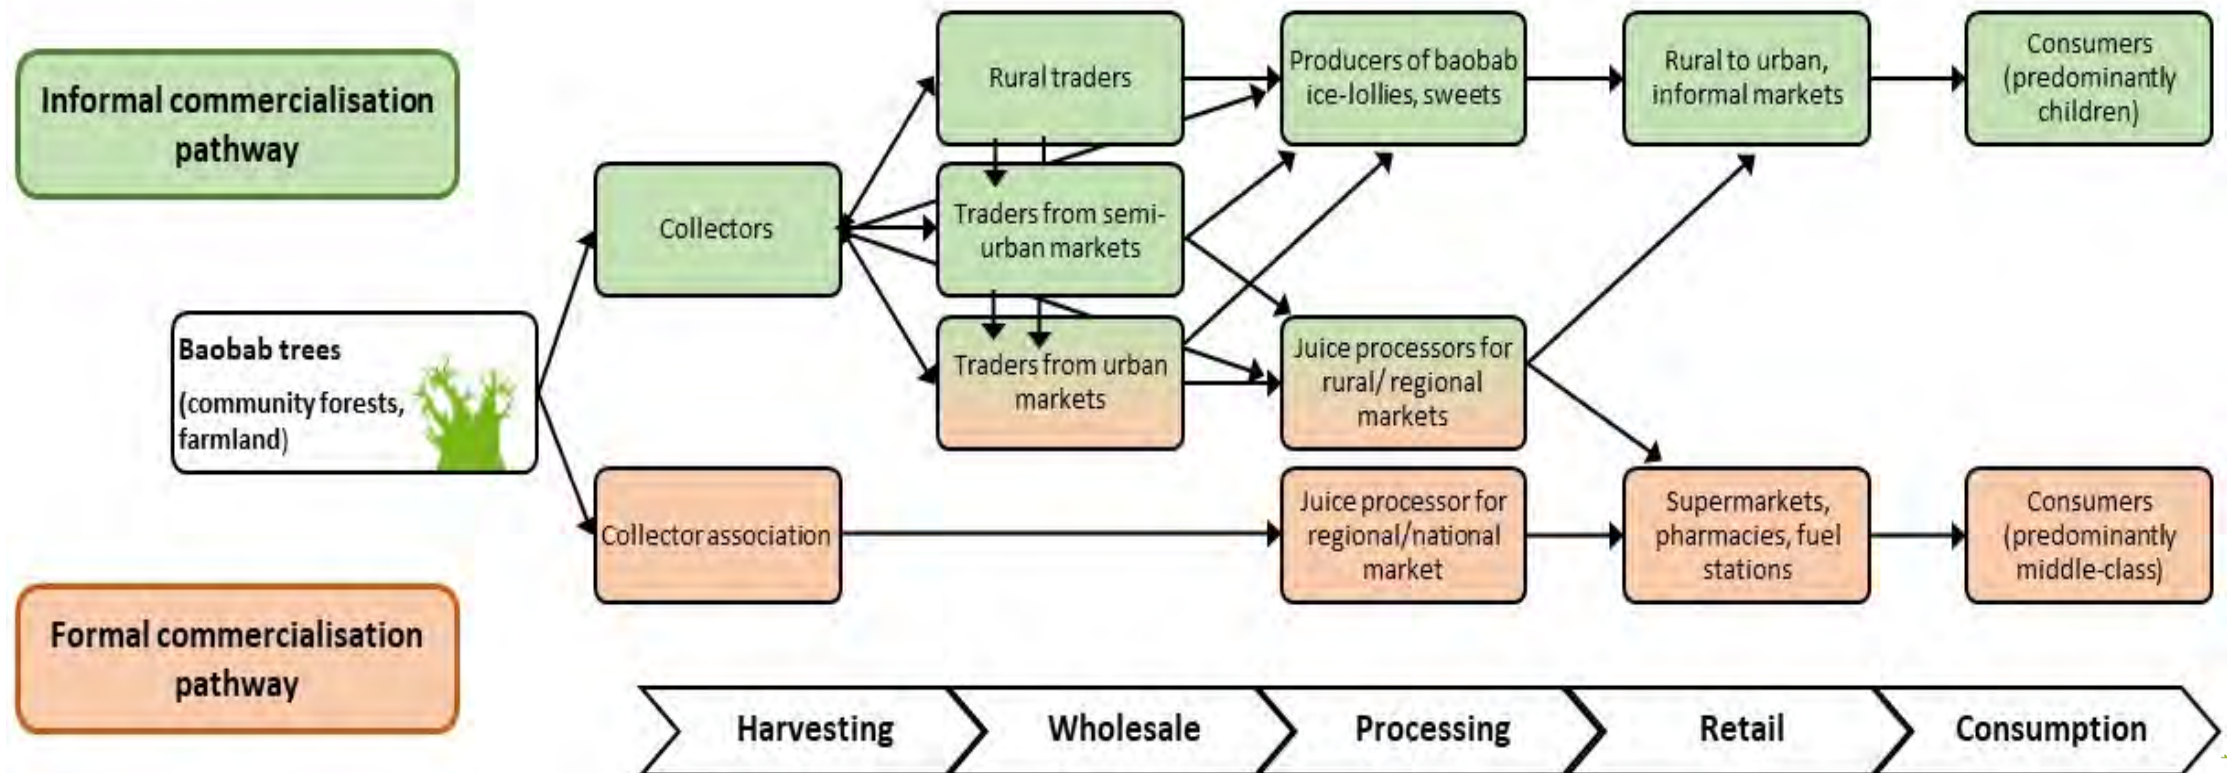 Informal commercialisation
pathway
Baobab trees
(community forests,
farmland)
Formal commercialisation
pathway
Collectors
Collector association
Rural traders
Traders from semi-
urban markets
Traders from urban
markets
Producers of baobab
ice-lollies, sweets
Juice processors for
rural/ regional
markets
Juice processor for
regional/national
market
Rural to urban,
informal markets
Supermarkets,
pharmacies, fuel
stations
Consumers
(predominantly
children)
Consumers
(predominantly
middle-class)
Harvesting
Wholesale
Processing
Retail
Consumption